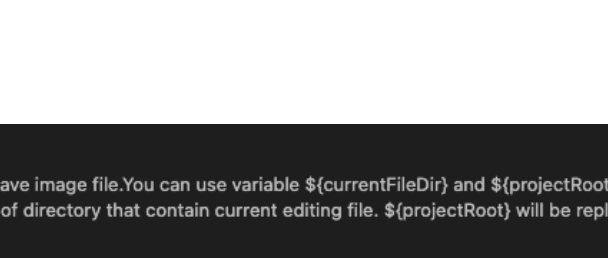 ave image file.You can use variable ${currentFileDir} and ${projectRoot
of directory that contain current editing file. ${projectRoot} will be repl